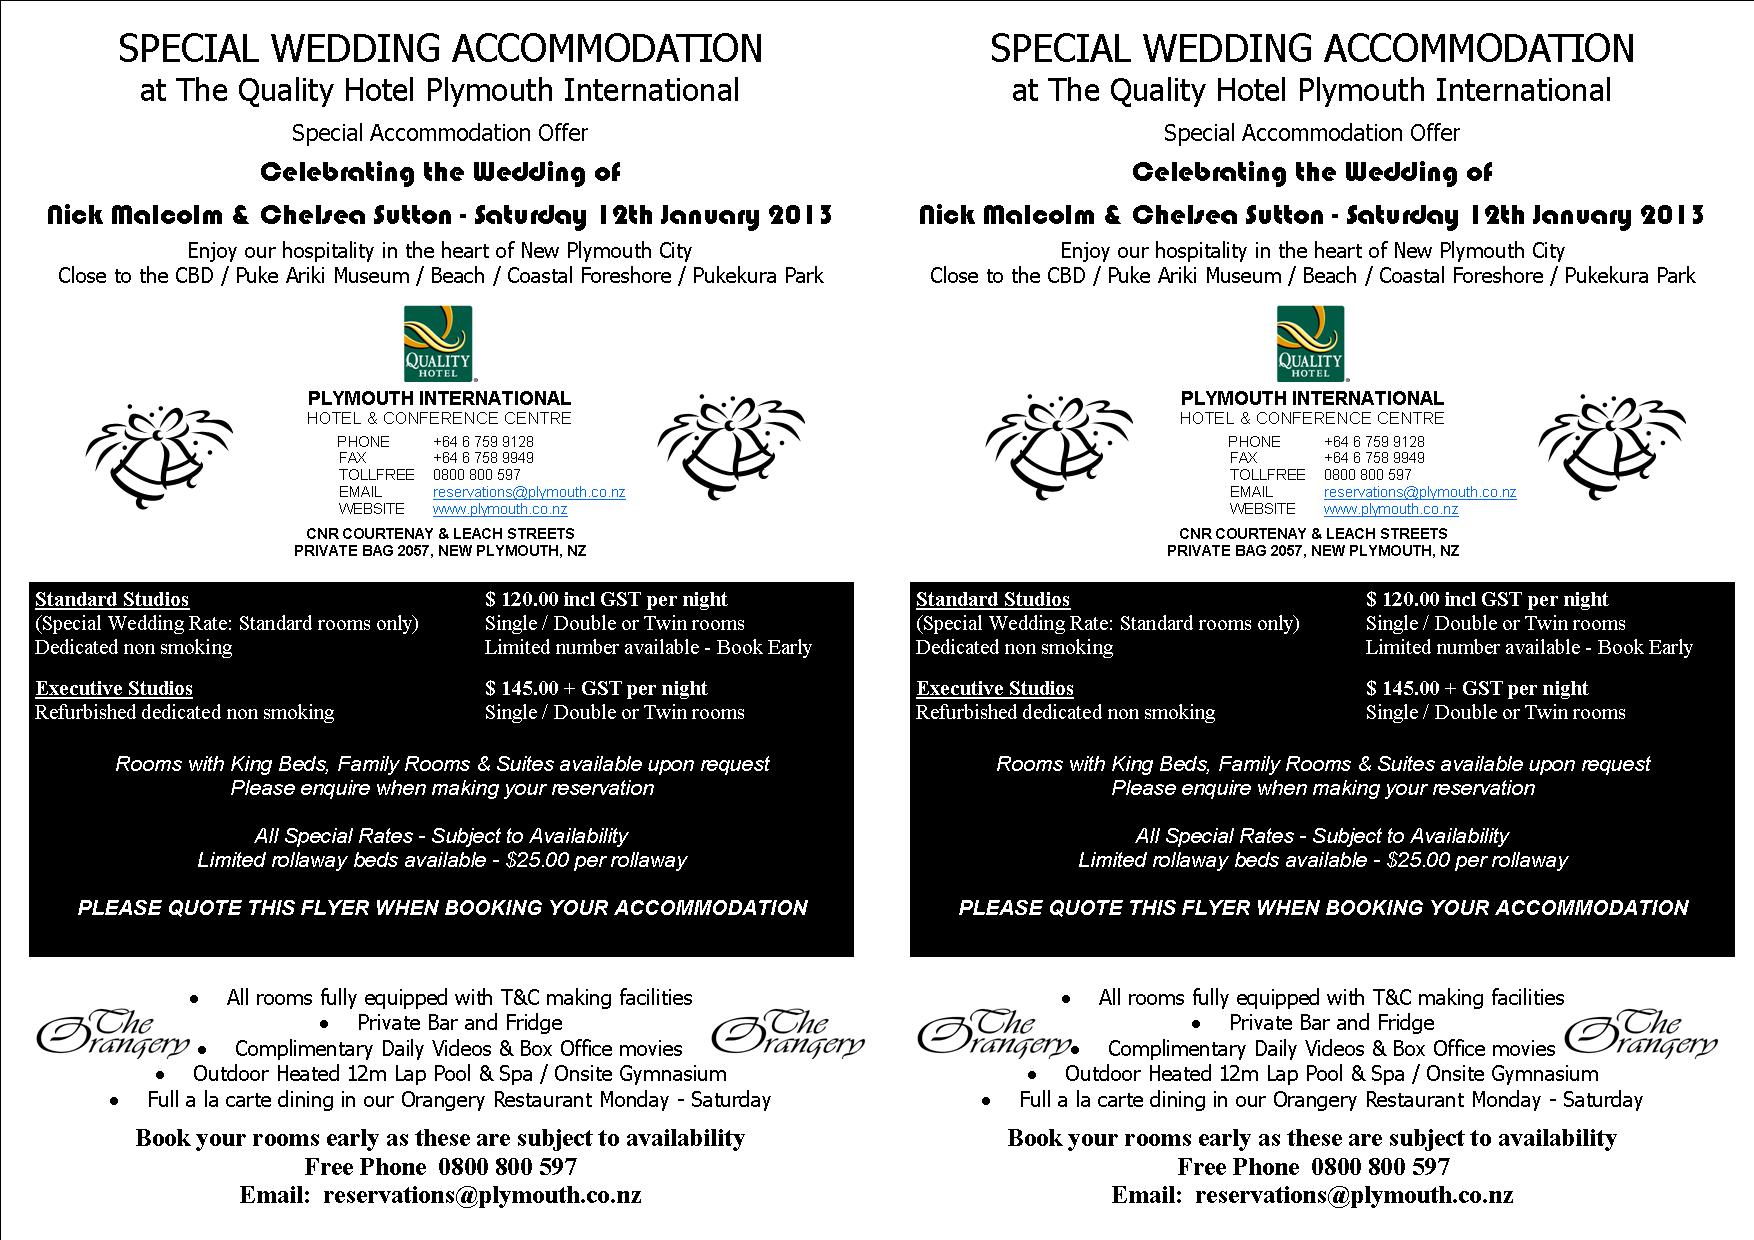 SPECIAL WEDDING ACCOMMODATION
at The Quality Hotel Plymouth International
Special Accommodation Offer
Celebrating the Wedding of
Nick Malcolm & Chelsea Sutton - Saturday 12th January 2013
Enjoy our hospitality in the heart of New Plymouth City
Close to the CBD / Puke Ariki Museum / Beach / Coastal Foreshore / Pukekura Park
QUALITY
HOTEL
PLYMOUTH INTERNATIONAL
HOTEL & CONFERENCE CENTRE
PHONE +64 6 759 9128
FAX +64 6 758 9949
TOLLFREE 0800 800 597
EMAIL reservations@plymouth.co.nz
WEBSITE www.plymouth.co.nz
CNR COURTENAY & LEACH STREETS
PRIVATE BAG 2057, NEW PLYMOUTH, NZ
Standard Studios $ 120.00 incl GST per night
(Special Wedding Rate: Standard rooms only) Single / Double or Twin rooms
Dedicated non smoking Limited number available - Book Early
Executive Studios $ 145.00 + GST per night
Refurbished dedicated non smoking Single / Double or Twin rooms
Rooms with King Beds, Family Rooms & Suites available upon request
Please enquire when making your reservation
All Special Rates - Subject to Availability
Limited rollaway beds available - $25.00 per rollaway
PLEASE QUOTE THIS FLYER WHEN BOOKING YOUR ACCOMMODATION
• All rooms fully equipped with T&C making facilities
• Private Bar and Fridge
• Complimentary Daily Videos & Box Office movies
• Outdoor Heated 12m Lap Pool & Spa / Onsite Gymnasium
• Full a la carte dining in our Orangery Restaurant Monday - Saturday
The
Orangery
The
Orangery
Book your rooms early as these are subject to availability
Free Phone 0800 800 597
Email: reservations@plymouth.co.nz
SPECIAL WEDDING ACCOMMODATION
at The Quality Hotel Plymouth International
Special Accommodation Offer
Celebrating the Wedding of
Nick Malcolm & Chelsea Sutton - Saturday 12th January 2013
Enjoy our hospitality in the heart of New Plymouth City
Close to the CBD / Puke Ariki Museum / Beach / Coastal Foreshore / Pukekura Park
QUALITY
HOTEL
PLYMOUTH INTERNATIONAL
HOTEL & CONFERENCE CENTRE
PHONE +64 6 759 9128
FAX +64 6 758 9949
TOLLFREE 0800 800 597
EMAIL reservations@plymouth.co.nz
WEBSITE www.plymouth.co.nz
CNR COURTENAY & LEACH STREETS
PRIVATE BAG 2057, NEW PLYMOUTH, NZ
Standard Studios $ 120.00 incl GST per night
(Special Wedding Rate: Standard rooms only) Single / Double or Twin rooms
Dedicated non smoking Limited number available - Book Early
Executive Studios $ 145.00 + GST per night
Refurbished dedicated non smoking Single / Double or Twin rooms
Rooms with King Beds, Family Rooms & Suites available upon request
Please enquire when making your reservation
All Special Rates - Subject to Availability
Limited rollaway beds available - $25.00 per rollaway
PLEASE QUOTE THIS FLYER WHEN BOOKING YOUR ACCOMMODATION
• All rooms fully equipped with T&C making facilities
• Private Bar and Fridge
• Complimentary Daily Videos & Box Office movies
• Outdoor Heated 12m Lap Pool & Spa / Onsite Gymnasium
• Full a la carte dining in our Orangery Restaurant Monday - Saturday
The
Orangery
The
Orangery
Book your rooms early as these are subject to availability
Free Phone 0800 800 597
Email: reservations@plymouth.co.nz